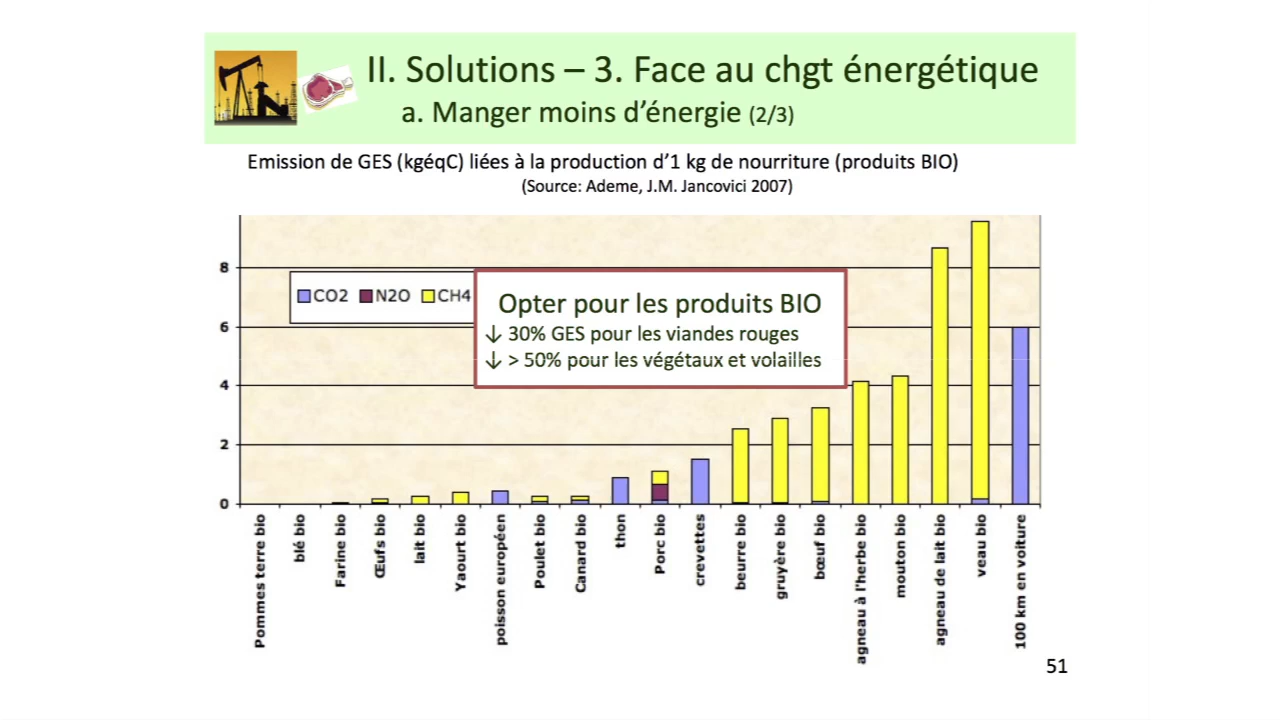 II. Solutions – 3. Face au chgt énergétique
a. Manger moins d’énergie (2/3)
Emission de GES (kgéqC) liées à la production d’1 kg de nourriture (produits BIO)
(Source: Ademe, J.M. Jancovici 2007)
8
6
4
2
0
CO2 N2O CH4
Opter pour les produits BIO
↓ 30% GES pour les viandes rouges
↓ > 50% pour les végétaux et volailles
Pommes terre bio
blé bio
Farine bio
Œufs bio
lait bio
Yaourt bio
poisson européen
Poulet bio
Canard bio
thon
Porc bio
crevettes
beurre bio
gruyère bio
bœuf bio
agneau à l'herbe bio
mouton bio
agneau de lait bio
veau bio
100 km en voiture
51